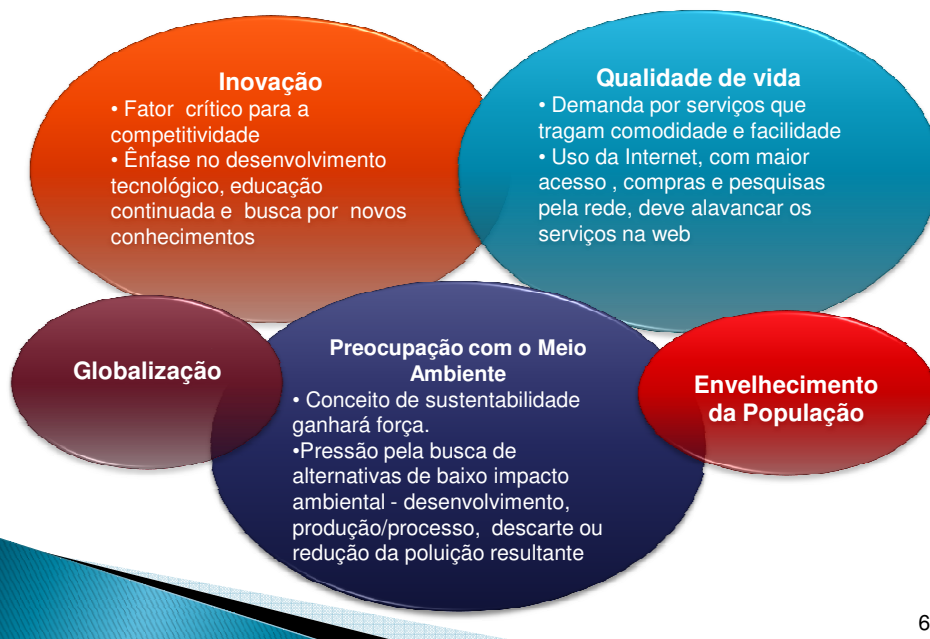 Inovação
• Fator crítico para a
competitividade
• Ênfase no desenvolvimento
tecnológico, educação
continuada e busca por novos
conhecimentos
Qualidade de vida
• Demanda por serviços que
tragam comodidade e facilidade
• Uso da Internet, com maior
acesso , compras e pesquisas
pela rede, deve alavancar os
serviços na web
Globalização
Preocupação com o Meio
Ambiente
• Conceito de sustentabilidade
ganhará força.
•Pressão pela busca de
alternativas de baixo impacto
ambiental - desenvolvimento,
produção/processo, descarte ou
redução da poluição resultante
Envelhecimento
da População
6